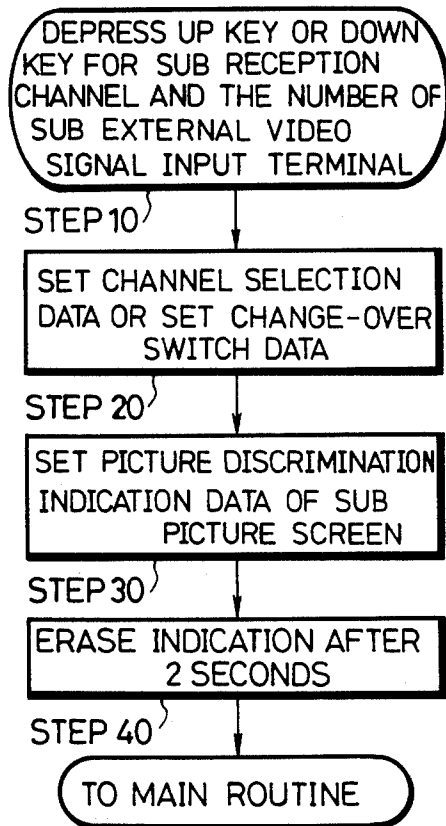 DEPRESS UP KEY OR DOWN
KEY FOR SUB RECEPTION
CHANNEL AND THE NUMBER OF
SUB EXTERNAL VIDEO
SIGNAL INPUT TERMINAL
STEP 10
SET CHANNEL SELECTION
DATA OR SET CHANGE-OVER
SWITCH DATA
STEP 20
SET PICTURE DISCRIMINATION
INDICATION DATA OF SUB
PICTURE SCREEN
STEP 30
ERASE INDICATION AFTER
2 SECONDS
STEP 40
TO MAIN ROUTINE